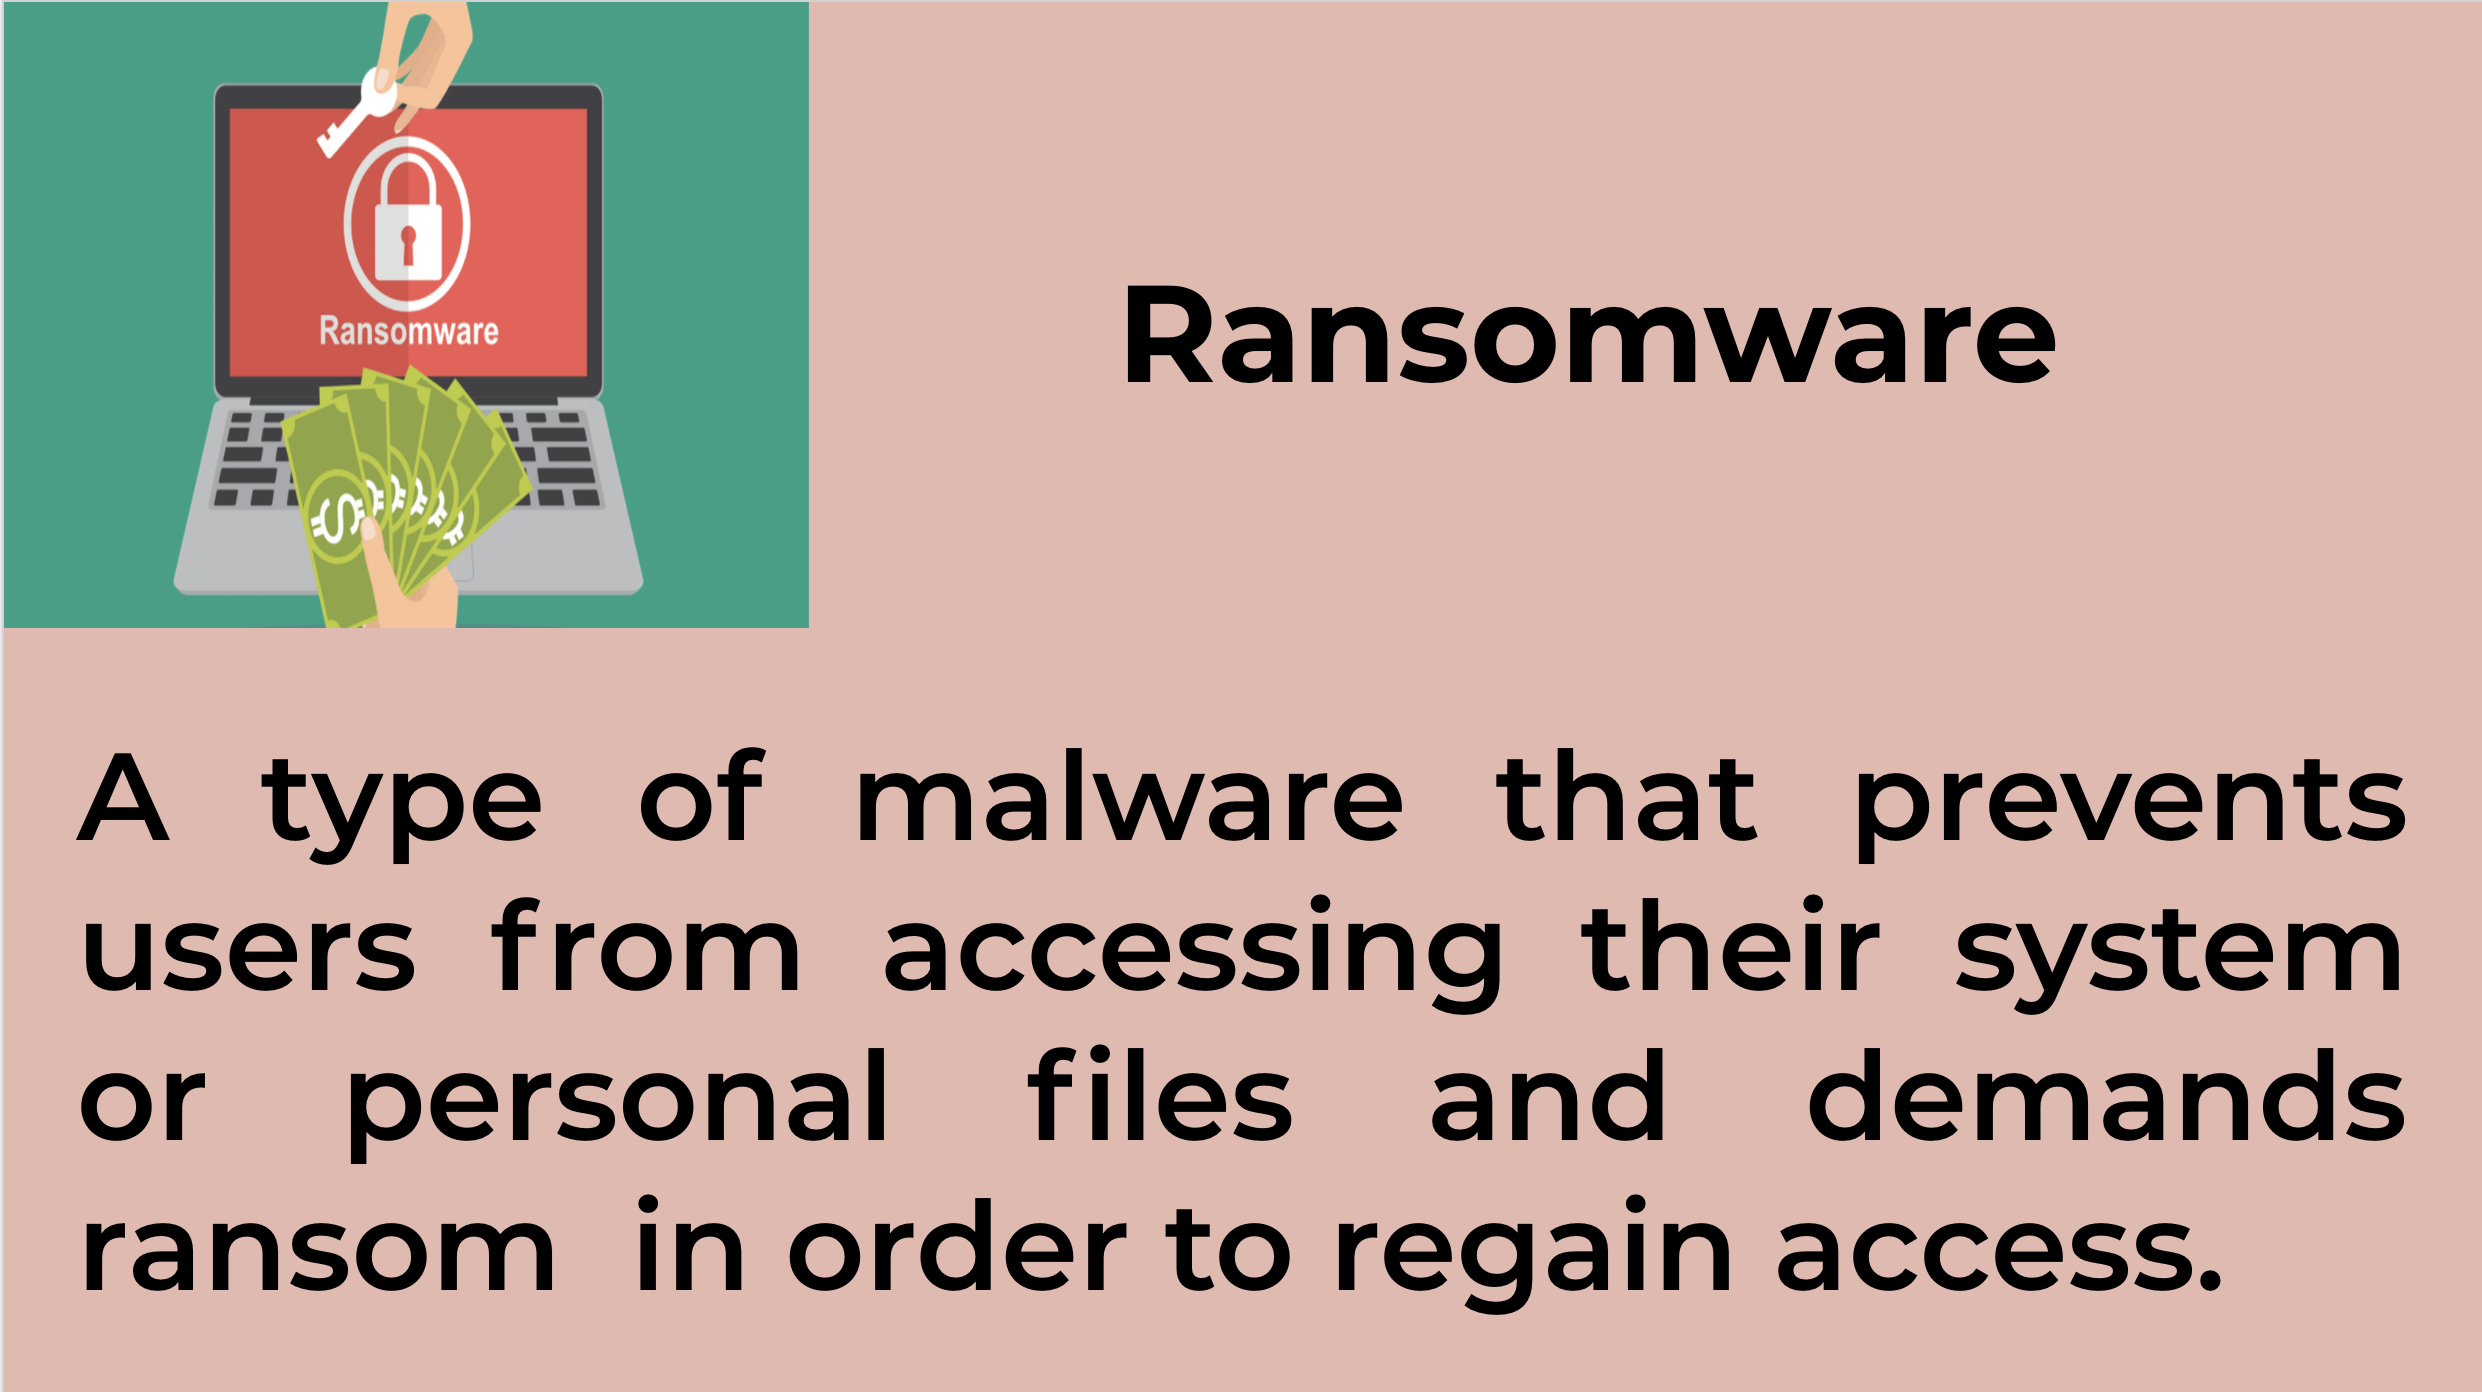 Ransomware
Ransomware
A type of malware that prevents
users from accessing their system
or personal files and demands
ransom in order to regain access.